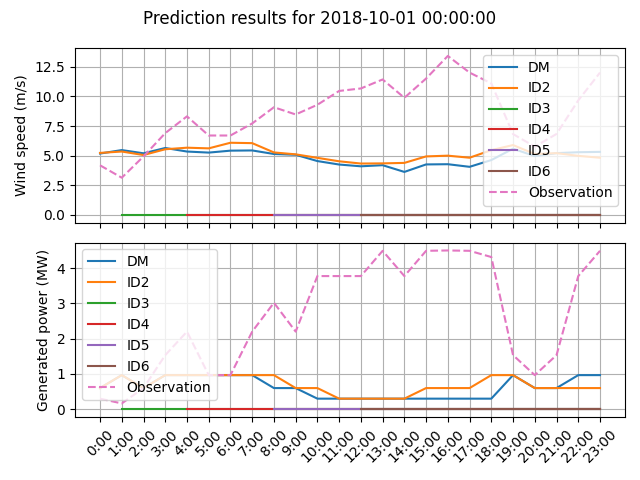 Prediction results for 2018-10-01 00:00:00
Wind speed (m/s)
12.5
10.0
7.5
5.0
2.5
0.0
DM
ID2
ID3
ID4
ID5
ID6
Observation
Generated power (MW)
4
3
2
1
0
DM
ID2
ID3
ID4
ID5
ID6
Observation
0:00 1:00 2:00 3:00 4:00 5:00 6:00 7:00 8:00 9:00 10:00 11:00 12:00 13:00 14:00 15:00 16:00 17:00 18:00 19:00 20:00 21:00 22:00 23:00